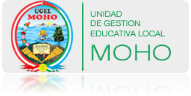 UGEL
MOHO
UNIDAD
DE GESTION
EDUCATIVA LOCAL
MOHO